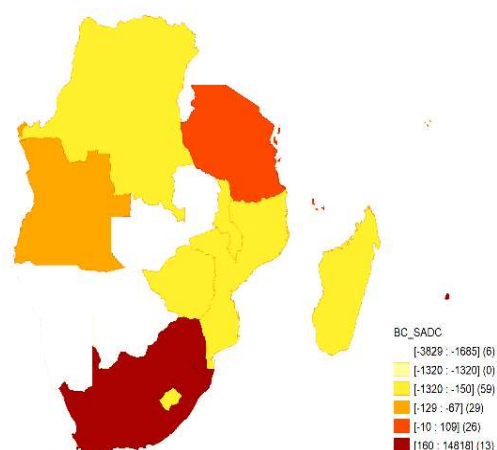 BC_SADC
[-3829 : -1685] (6)
[-1320 : -1320] (0)
[-1320 : -150] (59)
[-129 : -67] (29)
[-10 : 109] (26)
[160 : 14818] (13)